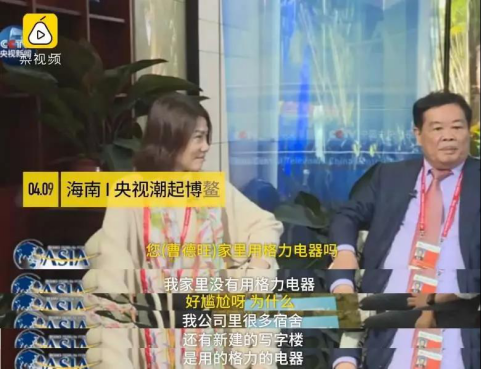 梨视频
央视新闻
04.09
海南 | 央视潮起博鳌
您(曹德旺)家里用格力电器吗
我家里没有用格力电器
好尴尬呀 为什么
我公司里很多宿舍
还有新建的写字楼
是用的格力的电器
ASIA
ASIA
ASIA